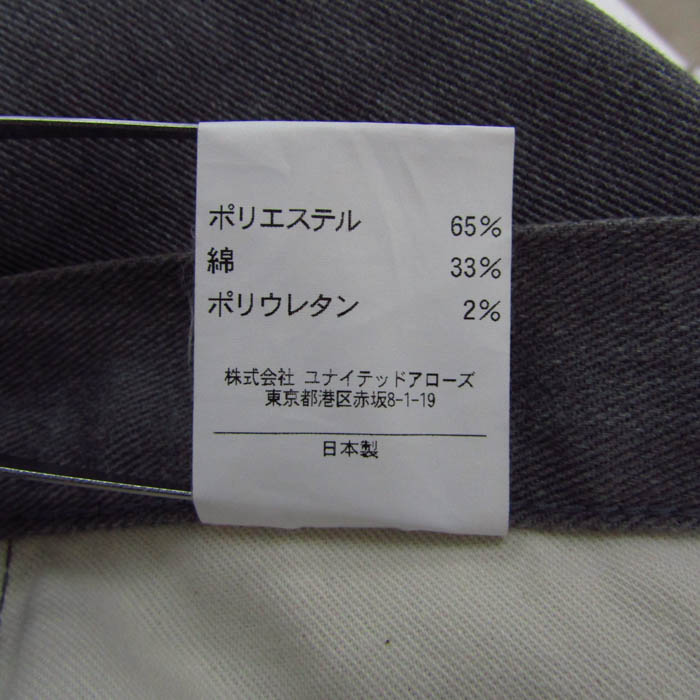 ポリエステル 65%
綿 33%
ポリウレタン 2%
株式会社 ユナイテッドアローズ
東京都港区赤坂8-1-19
日本製